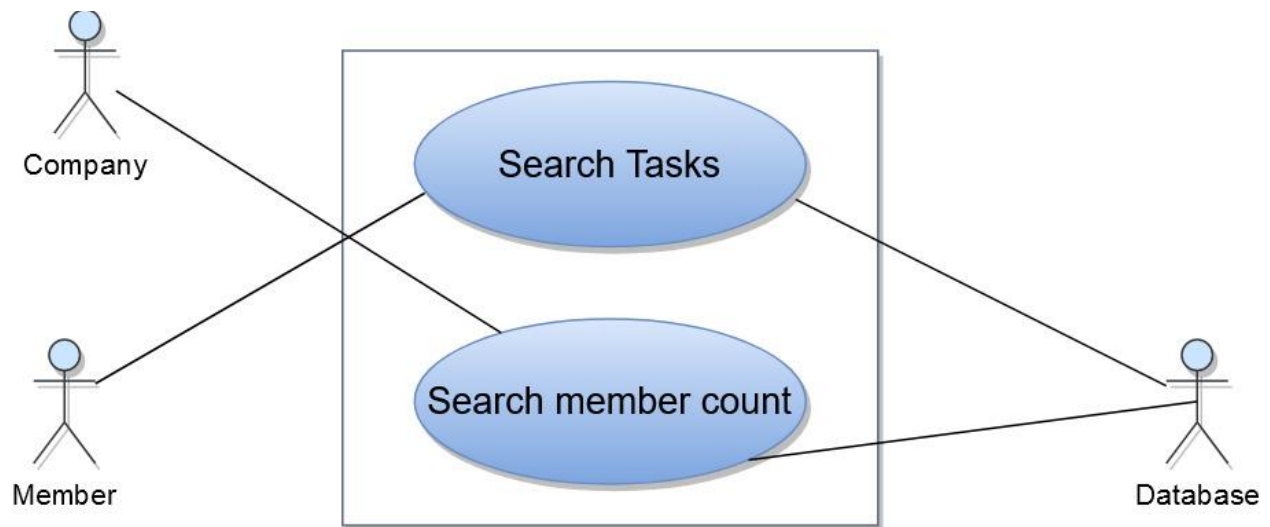 Company
Search Tasks
Search member count
Member
Database